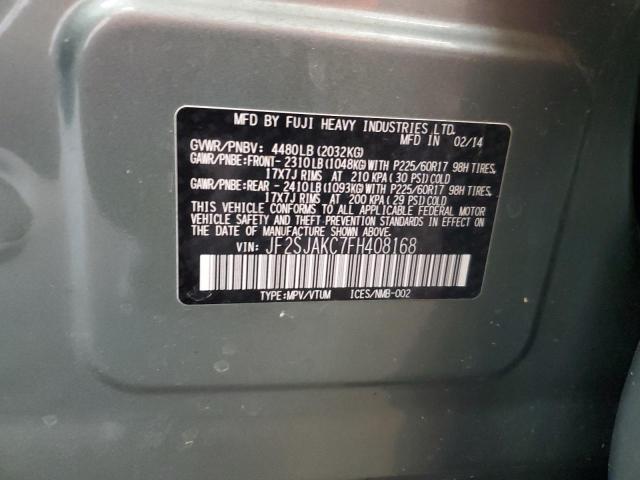 MFD BY FUJI HEAVY INDUSTRIES LTD.
MFD IN 02/14
GVWR/PNBV: 4480LB (2032KG)
GAWR/PNBE:FRONT- 2310LB(1048KG) WITH P225/60R17 98H TIRES,
17X7J RIMS AT 210 KPA (30 PSI) COLD
GAWR/PNBE:REAR - 2410LB (1093KG) WITH P225/60R17 98H TIRES,
17X7J RIMS AT 200 KPA (29 PSI) COLD
THIS VEHICLE CONFORMS TO ALL APPLICABLE FEDERAL MOTOR
VEHICLE SAFETY AND THEFT PREVENTION STANDARDS IN EFFECT ON
THE DATE OF MANUFACTURE SHOWN ABOVE.
VIN: JF2SJAKC7FH408168
TYPE:MPV/VTUM ICES/NMB-002